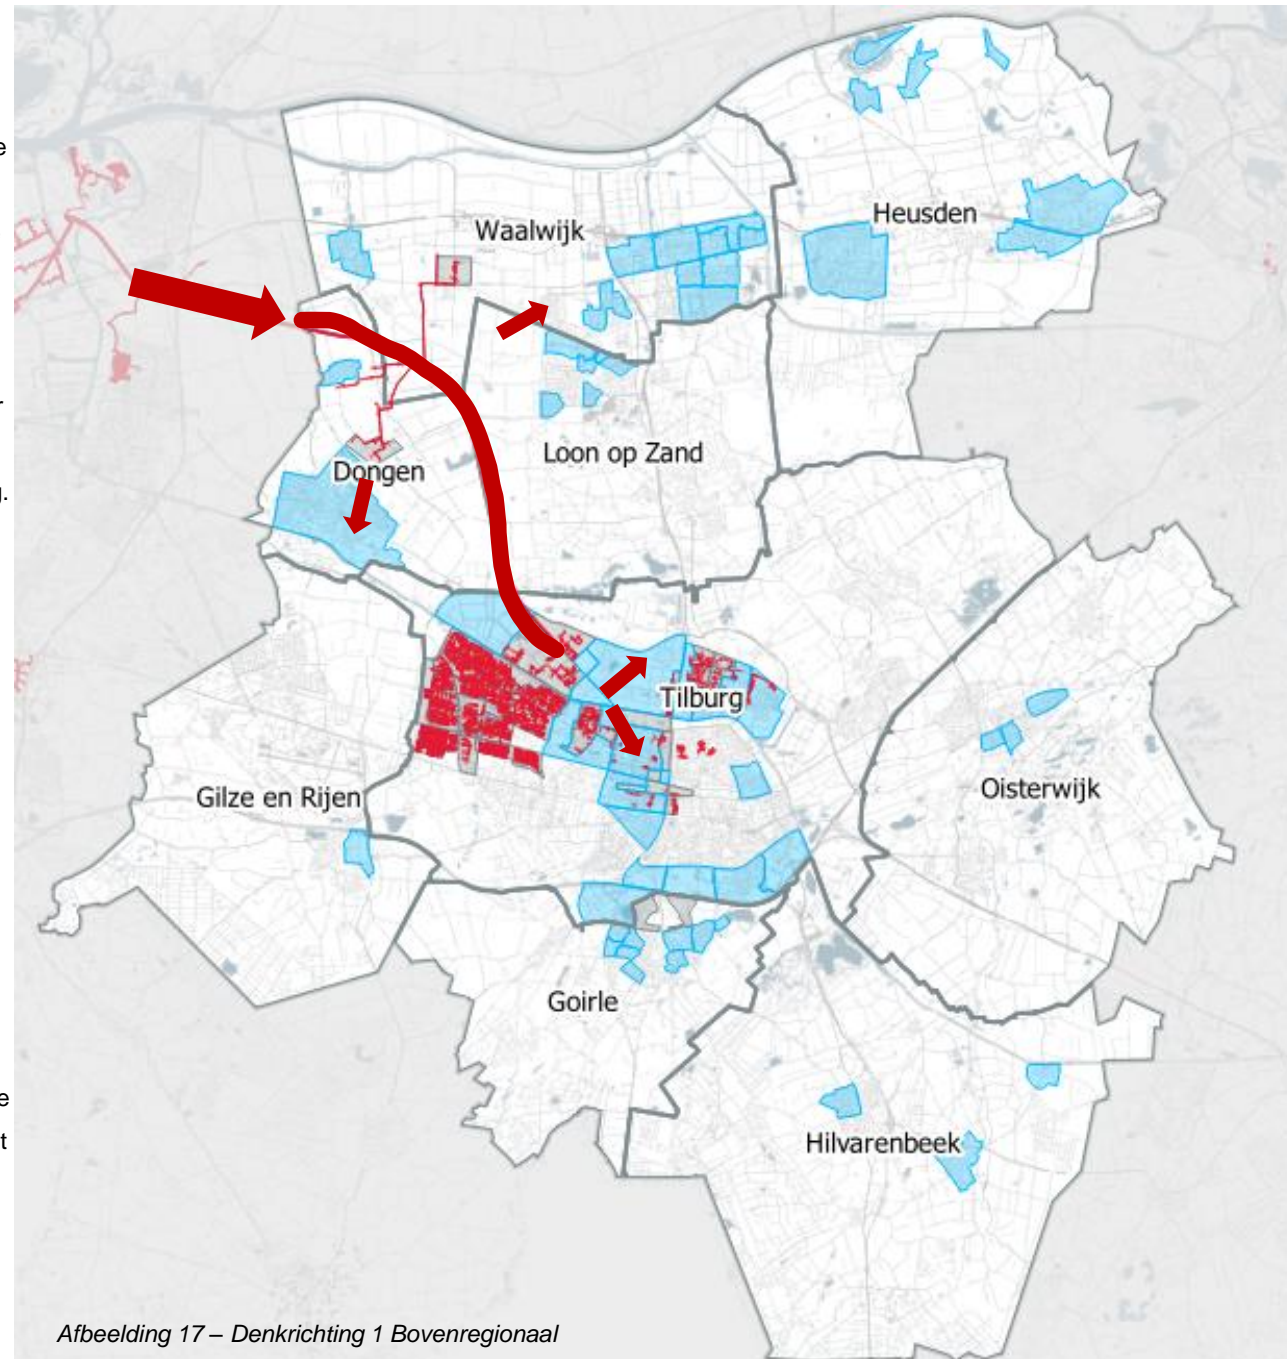 e
Waalwijk
Heusden
r
Loon op Zand
Dongen
g.
Tilburg
Oisterwijk
Gilze en Rijen
Goirle
e
t
Hilvarenbeek
Afbeelding 17 – Denkrichting 1 Bovenregionaal